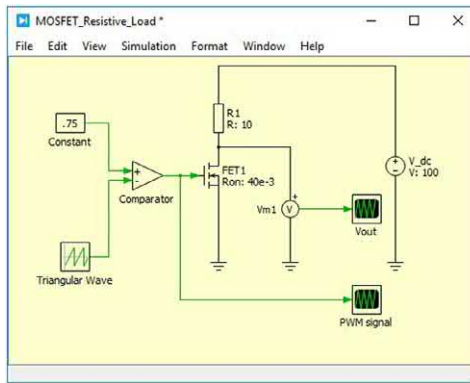 MOSFET_Resistive_Load *
File Edit View Simulation Format Window Help
R1
R: 10
.75
Constant
V_dc
V: 100
+
-
FET1
Ron: 40e-3
Comparator
+
Vm1
V
Vout
Triangular Wave
PWM signal